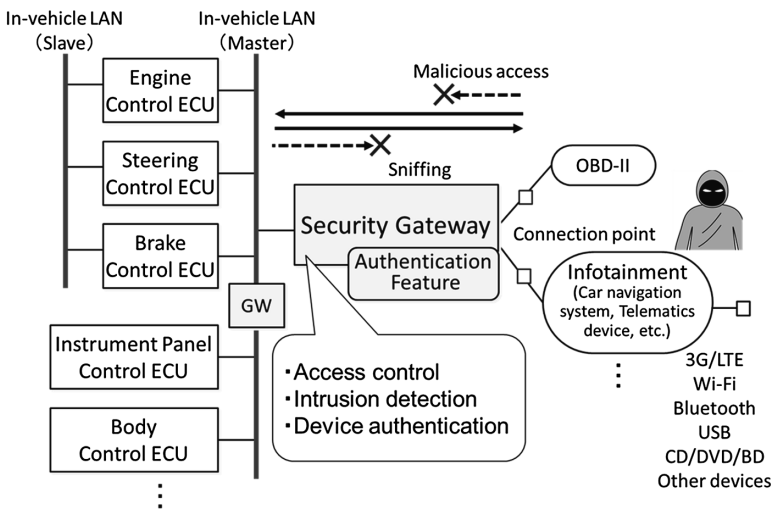 In-vehicle LAN
(Slave)
In-vehicle LAN
(Master)
Engine
Control ECU
Steering
Control ECU
Brake
Control ECU
GW
Instrument Panel
Control ECU
Body
Control ECU
Malicious access
Sniffing
Security Gateway
Authentication
Feature
・Access control
・Intrusion detection
・Device authentication
OBD-II
Connection point
Infotainment
(Car navigation
system, Telematics
device, etc.)
3G/LTE
Wi-Fi
Bluetooth
USB
CD/DVD/BD
Other devices